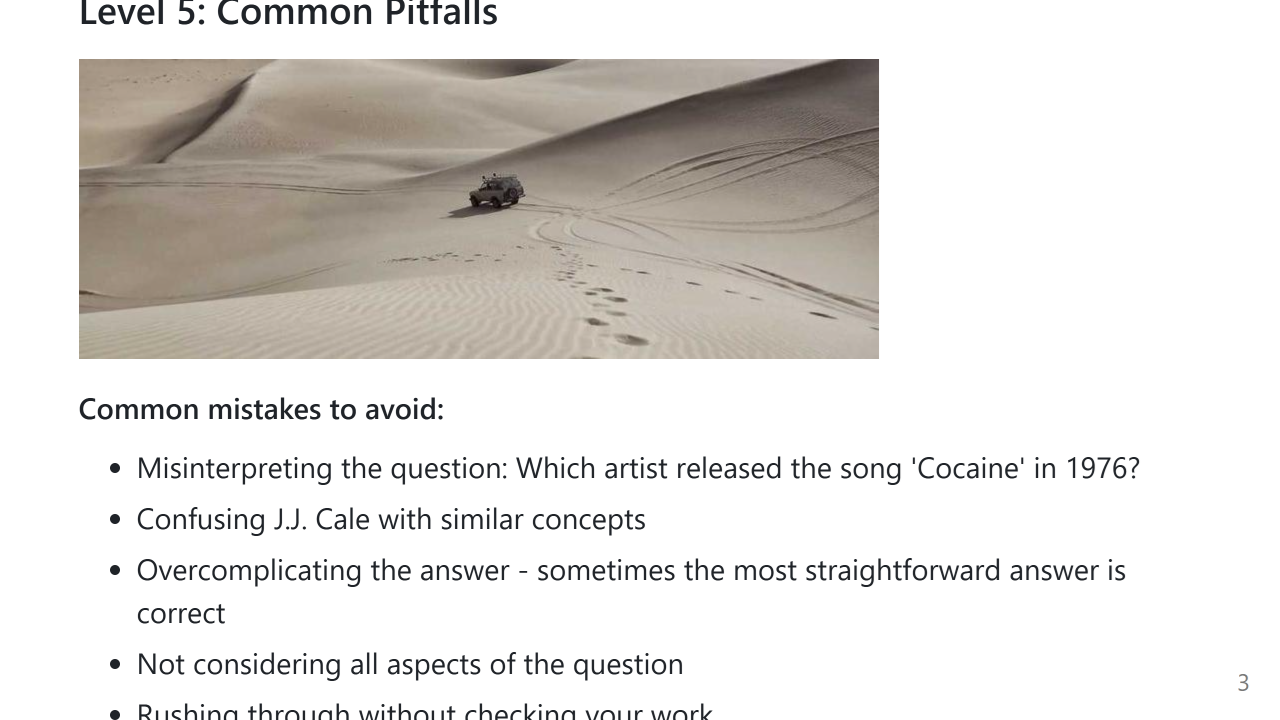 Level 5: Common Pitfalls
Common mistakes to avoid:
Misinterpreting the question: Which artist released the song 'Cocaine' in 1976?
Confusing J.J. Cale with similar concepts
Overcomplicating the answer - sometimes the most straightforward answer is
correct
Not considering all aspects of the question
Rushing through without checking your work
3